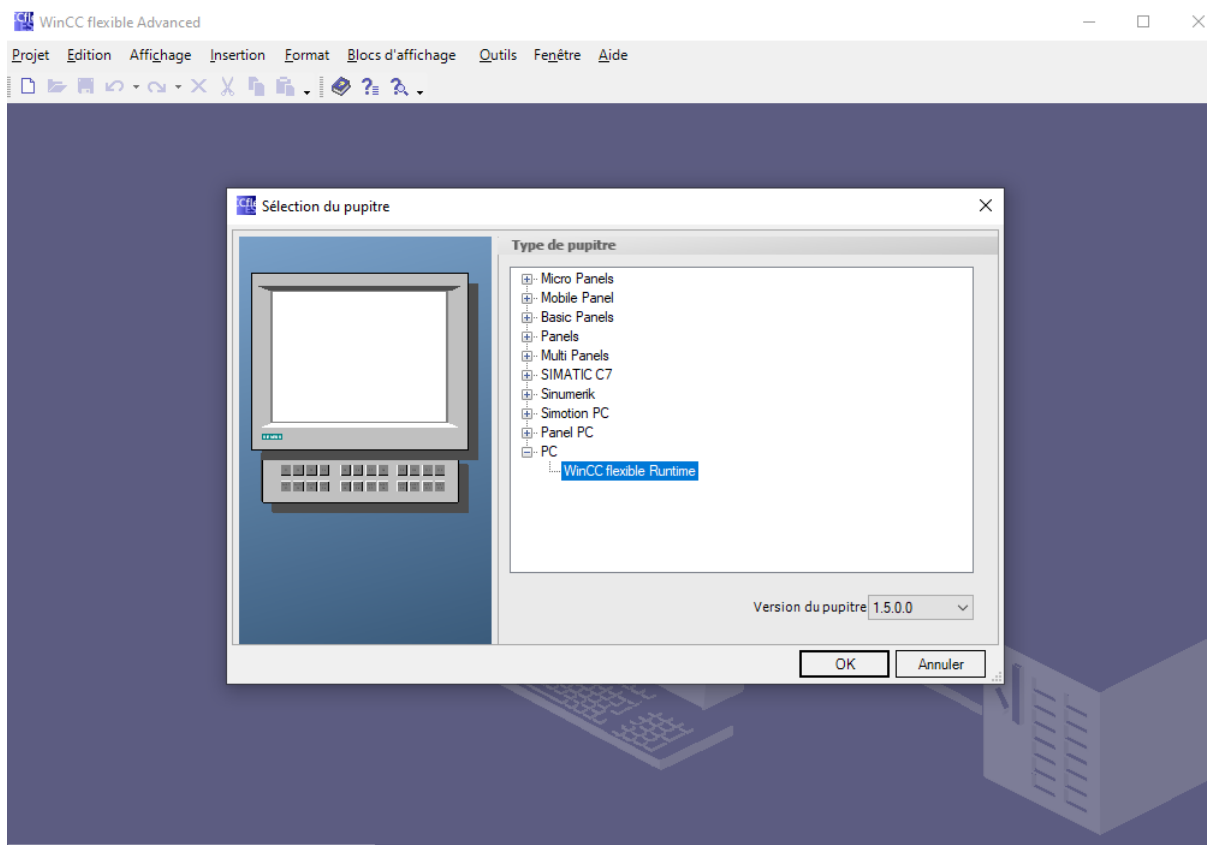 WinCC flexible Advanced
Projet Edition Affichage Insertion Format Blocs d'affichage Outils Fenêtre Aide
Sélection du pupitre
Type de pupitre
Micro Panels
Mobile Panel
Basic Panels
Panels
Multi Panels
SIMATIC C7
Sinumerik
Simotion PC
Panel PC
PC
WinCC flexible Runtime
Version du pupitre 1.5.0.0
OK Annuler